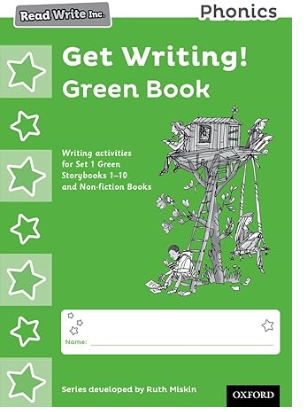 Read Write Inc.
Phonics
Get Writing!
Green Book
Writing activities
for Set 1 Green
Storybooks 1–10
and Non-fiction Books
Name:
Series developed by Ruth Miskin
OXFORD